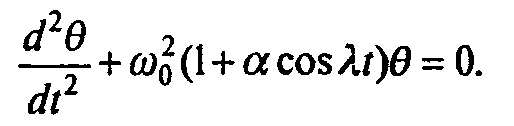 d²θ/dt² + ω₀²(1 + α cos λt)θ = 0.